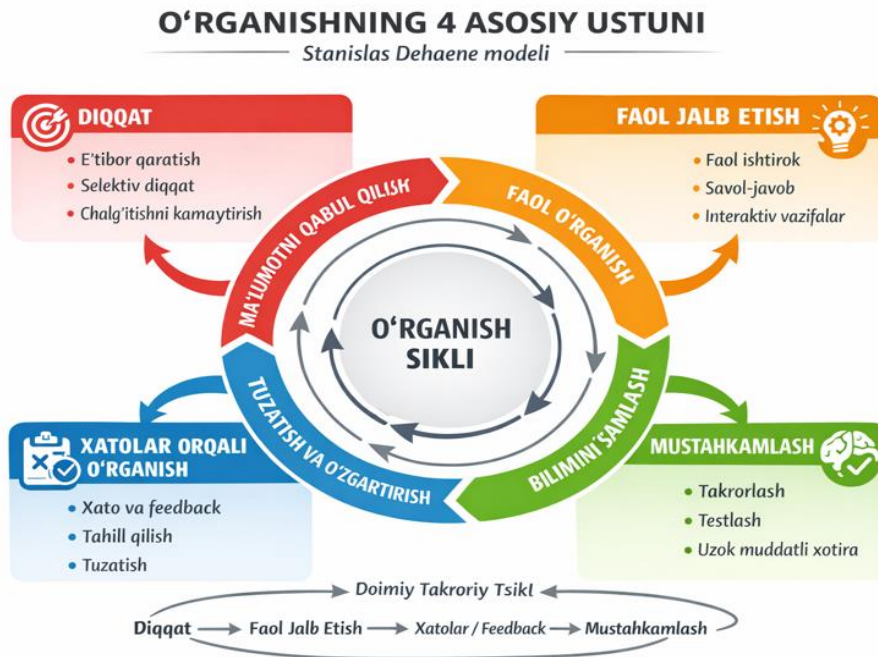 O‘RGANISHNING 4 ASOSIY USTUNI
Stanislas Dehaene modeli
DIQQAT
• E'tibor qaratish
• Selektiv diqqat
• Chalg'itishni kamaytirish
FAOL JALB ETISH
• Faol ishtirok
• Savol-javob
• Interaktiv vazifalar
MA'LUMOTNI QABUL QILISH
FAOL O'RGANISH
O‘RGANISH
SIKLI
TUZATISH VA O'ZGARTIRISH
BILIMINI'SAMLASH
XATOLAR ORQALI
O‘RGANISH
• Xato va feedback
• Tahill qilish
• Tuzatish
MUSTAHKAMLASH
• Takrorlash
• Testlash
• Uzok muddatli xotira
Doimiy Takroriy Tsikl
Diqqat → Faol Jalb Etish → Xatolar / Feedback → Mustahkamlash